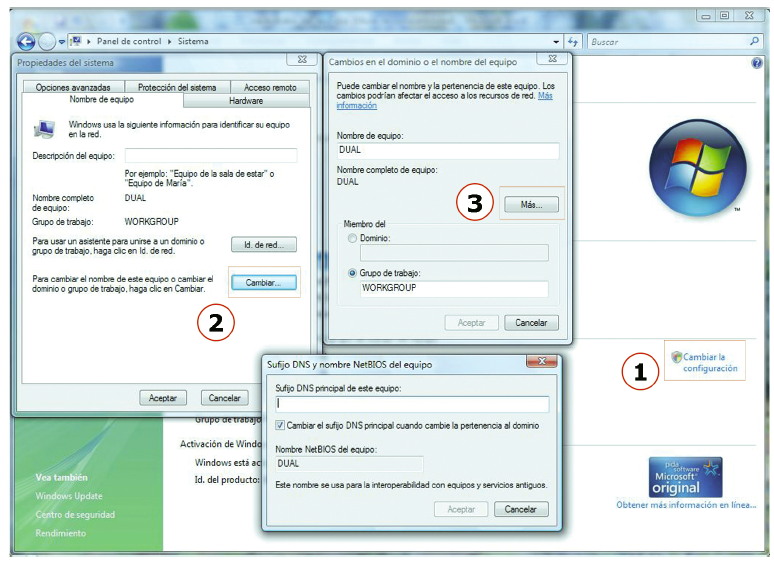 Panel de control ▸ Sistema
Buscar
Propiedades del sistema
Opciones avanzadas
Protección del sistema
Acceso remoto
Nombre de equipo
Hardware
Windows usa la siguiente información para identificar su equipo
en la red.
Descripción del equipo:
Por ejemplo: "Equipo de la sala de estar" o
"Equipo de María".
Nombre completo
de equipo:
DUAL
Grupo de trabajo:
WORKGROUP
Para usar un asistente para unirse a un dominio o
grupo de trabajo, haga clic en Id. de red.
Id. de red...
Para cambiar el nombre de este equipo o cambiar el
dominio o grupo de trabajo, haga clic en Cambiar.
Cambiar...
2
Aceptar
Cancelar
Cambios en el dominio o el nombre del equipo
Puede cambiar el nombre y la pertenencia de este equipo. Los
cambios podrían afectar el acceso a los recursos de red. Más
información
Nombre de equipo:
DUAL
Nombre completo de equipo:
DUAL
3
Más...
Miembro del
Dominio:
Grupo de trabajo:
WORKGROUP
Aceptar
Cancelar
1
Cambiar la
configuración
Sufijo DNS y nombre NetBIOS del equipo
Sufijo DNS principal de este equipo:
Cambiar el sufijo DNS principal cuando cambie la pertenencia al dominio
Nombre NetBIOS del equipo:
DUAL
Este nombre se usa para la interoperabilidad con equipos y servicios antiguos.
Aceptar
Cancelar
Grupo de trabajo
Activación de Windo
Windows está ac
Id. del producto:
Vea también
Windows Update
Centro de seguridad
Rendimiento
pida
software
Microsoft
original
Obtener más información en línea...
TM